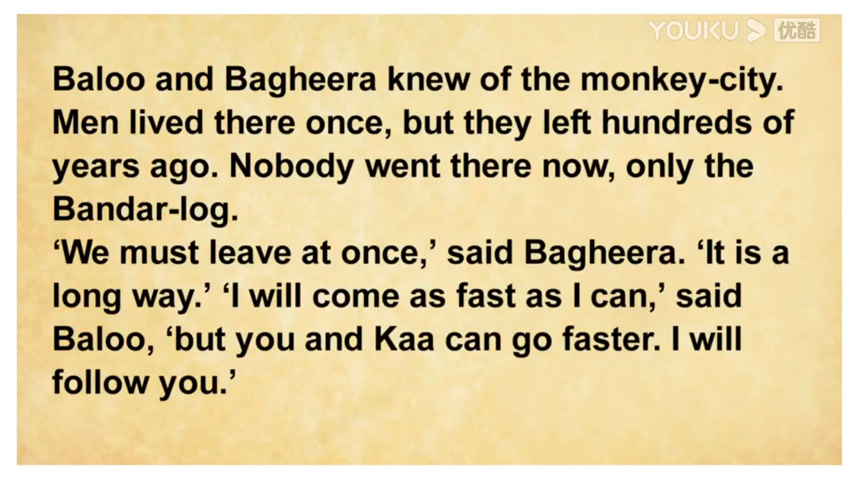 YOUKU 优酷
Baloo and Bagheera knew of the monkey-city.
Men lived there once, but they left hundreds of
years ago. Nobody went there now, only the
Bandar-log.
‘We must leave at once,’ said Bagheera. ‘It is a
long way.’ ‘I will come as fast as I can,’ said
Baloo, ‘but you and Kaa can go faster. I will
follow you.’